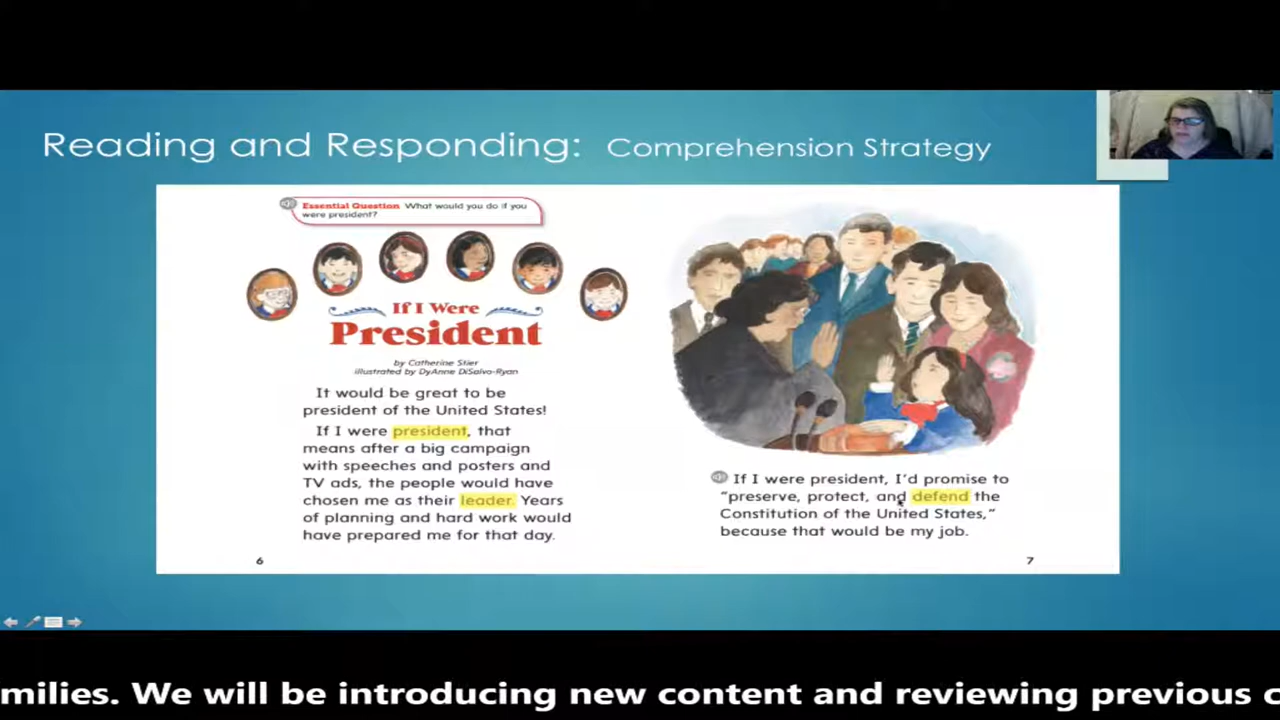 Reading and Responding: Comprehension Strategy
Essential Question What would you do if you
were president?
If I Were
President
by Catherine Stier
illustrated by DyAnne DiSalvo-Ryan
It would be great to be
president of the United States!
If I were president, that
means after a big campaign
with speeches and posters and
TV ads, the people would have
chosen me as their leader. Years
of planning and hard work would
have prepared me for that day.
6
If I were president, I'd promise to
"preserve, protect, and defend the
Constitution of the United States,"
because that would be my job.
7
milies. We will be introducing new content and reviewing previous c